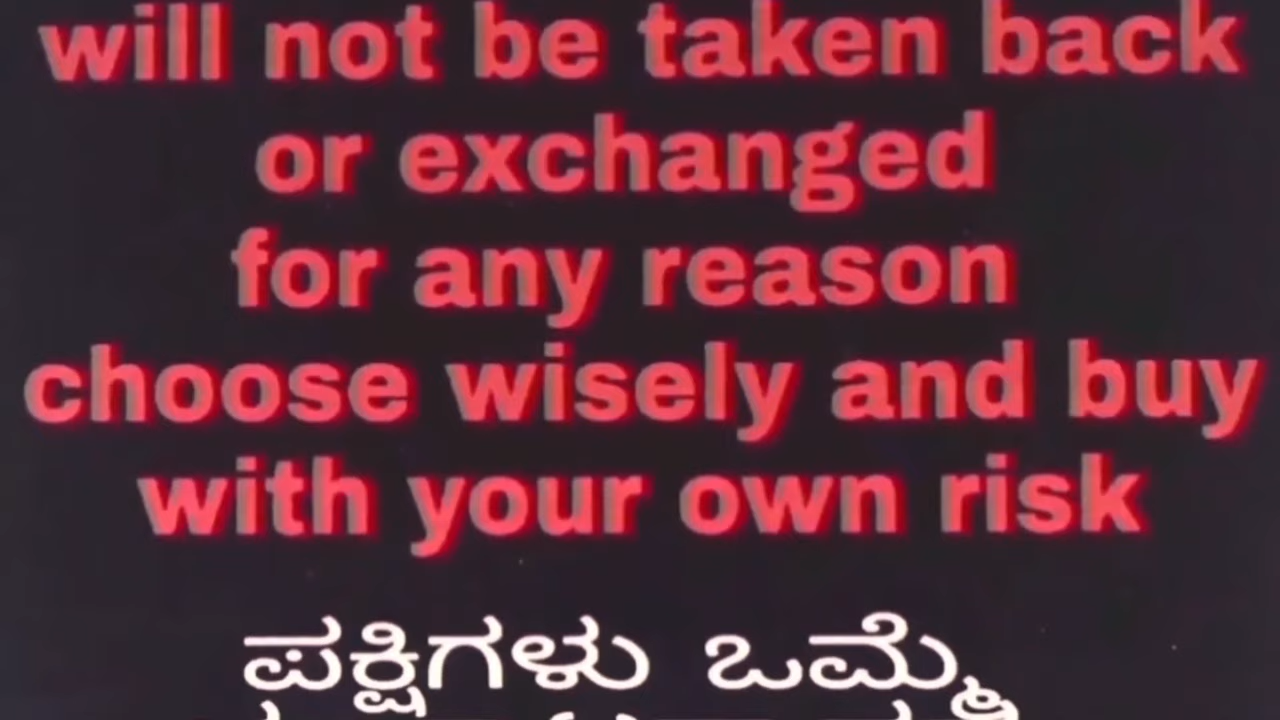 will not be taken back
or exchanged
for any reason
choose wisely and buy
with your own risk
ಪಕ್ಷಿಗಳು ಒಮ್ಮೆ